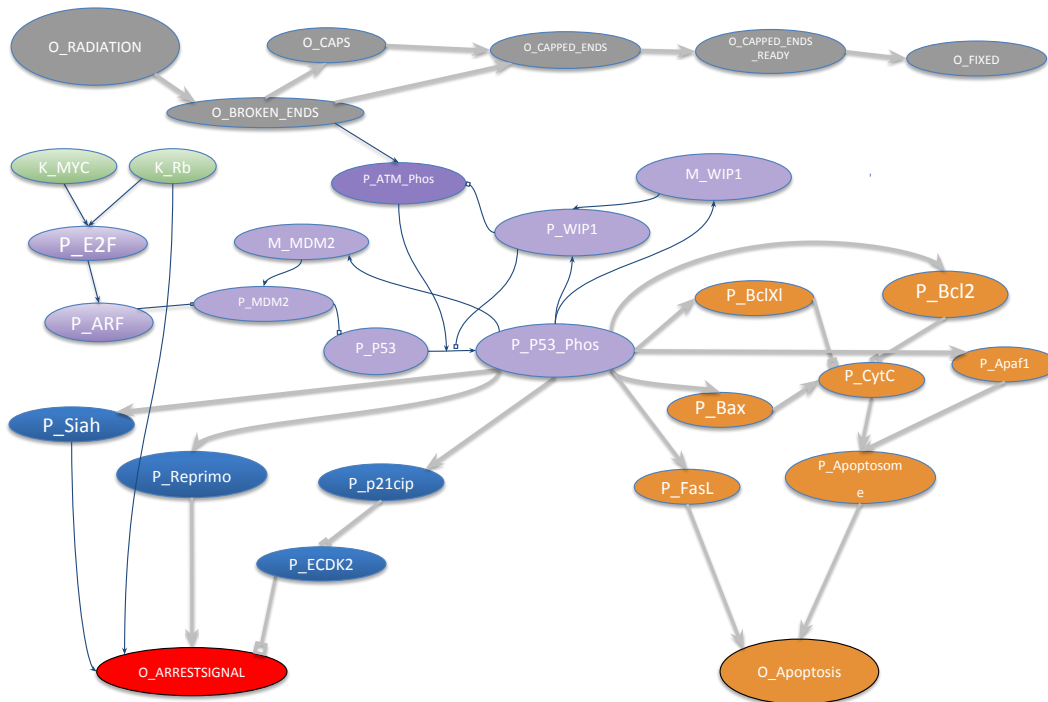 O_RADIATION
O_CAPS
O_CAPPED_ENDS
O_CAPPED_ENDS
_READY
O_FIXED
O_BROKEN_ENDS
K_MYC
K_Rb
P_ATM_Phos
M_WIP1
P_E2F
M_MDM2
P_WIP1
P_MDM2
P_BclXl
P_Bcl2
P_ARF
P_P53
P_P53_Phos
P_Apaf1
P_CytC
P_Bax
P_Siah
P_Reprimo
P_p21cip
P_FasL
P_Apoptosom
e
P_ECDK2
O_ARRESTSIGNAL
O_Apoptosis